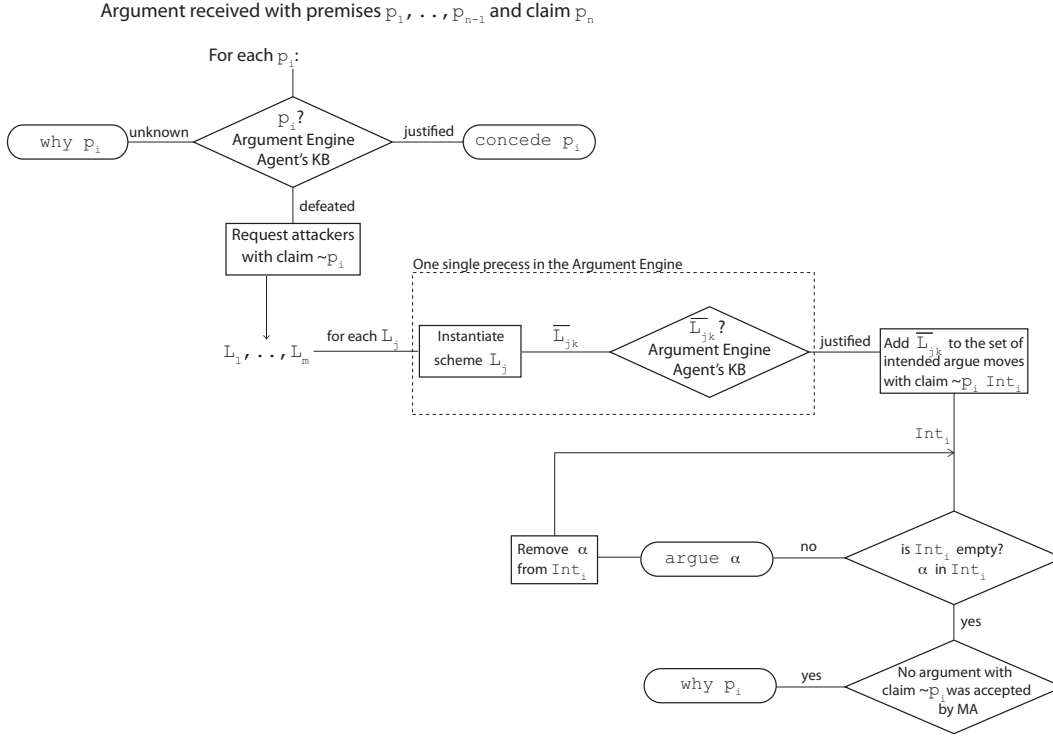 Argument received with premises p₁, . . , pₙ₋₁ and claim pₙ
For each pᵢ:
pᵢ?
Argument Engine
Agent's KB
unknown
why pᵢ
justified
concede pᵢ
defeated
Request attackers
with claim ~pᵢ
One single precess in the Argument Engine
L₁, . . , Lₘ
for each Lⱼ
Instantiate
scheme Lⱼ
L̅ⱼₖ
L̅ⱼₖ ?
Argument Engine
Agent's KB
justified
Add L̅ⱼₖ to the set of
intended argue moves
with claim ~pᵢ Intᵢ
Intᵢ
Remove α
from Intᵢ
argue α
no
is Intᵢ empty?
α in Intᵢ
yes
why pᵢ
yes
No argument with
claim ~pᵢ was accepted
by MA